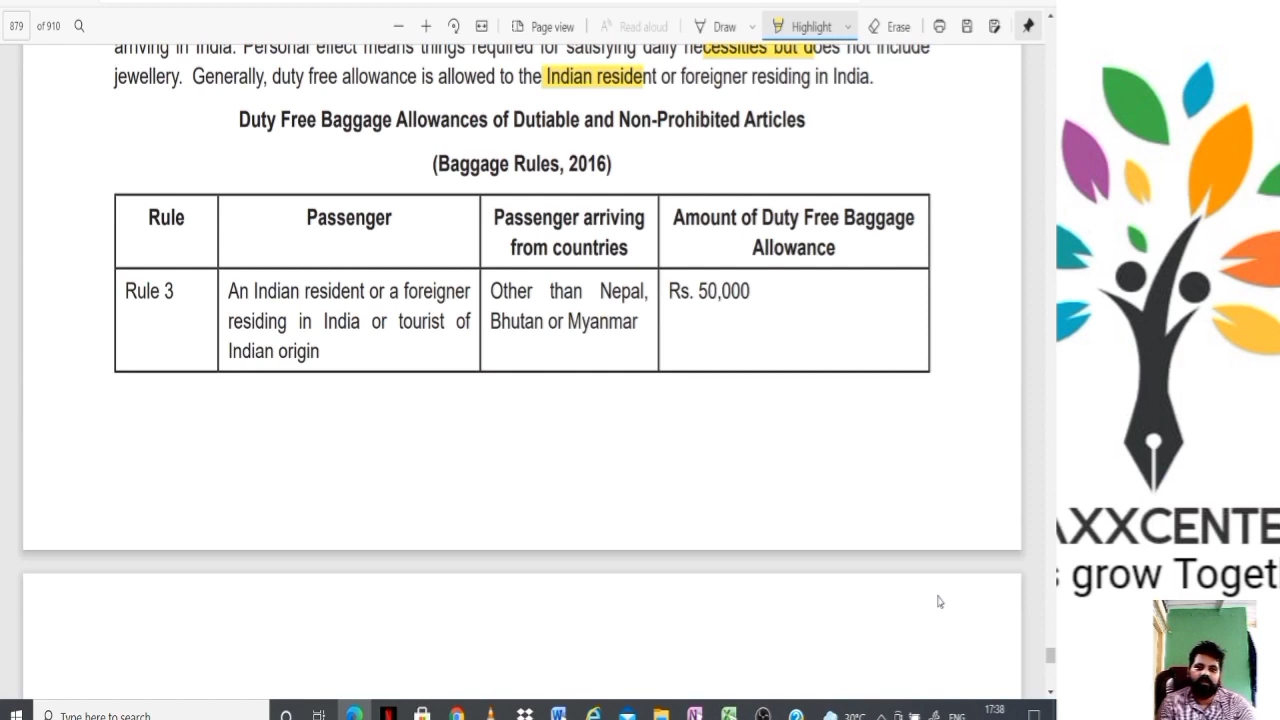 879 of 910 Page view Read aloud Draw Highlight Erase
arriving in India. Personal effect means things required for satisfying daily necessities but does not include
jewellery. Generally, duty free allowance is allowed to the Indian resident or foreigner residing in India.
Duty Free Baggage Allowances of Dutiable and Non-Prohibited Articles
(Baggage Rules, 2016)
Rule Passenger Passenger arriving Amount of Duty Free Baggage
from countries Allowance
Rule 3 An Indian resident or a foreigner Other than Nepal, Rs. 50,000
residing in India or tourist of Bhutan or Myanmar
Indian origin
AXXCENTE
s grow Togeth
Type here to search 30°C ENG 17:38